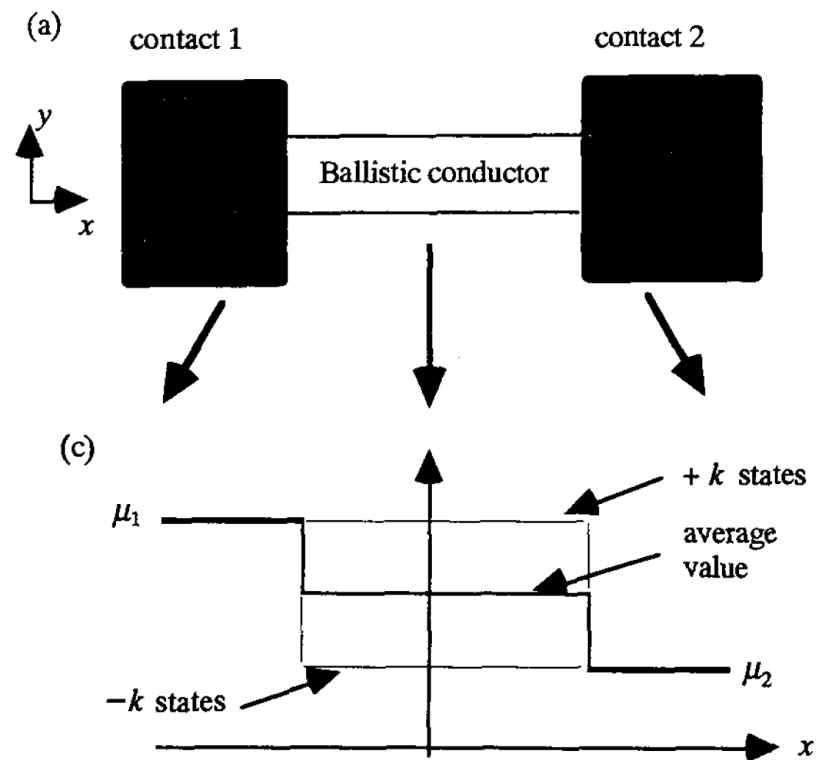 (a)
contact 1
contact 2
y
Ballistic conductor
x
(c)
+ k states
μ₁
average
value
μ₂
−k states
x